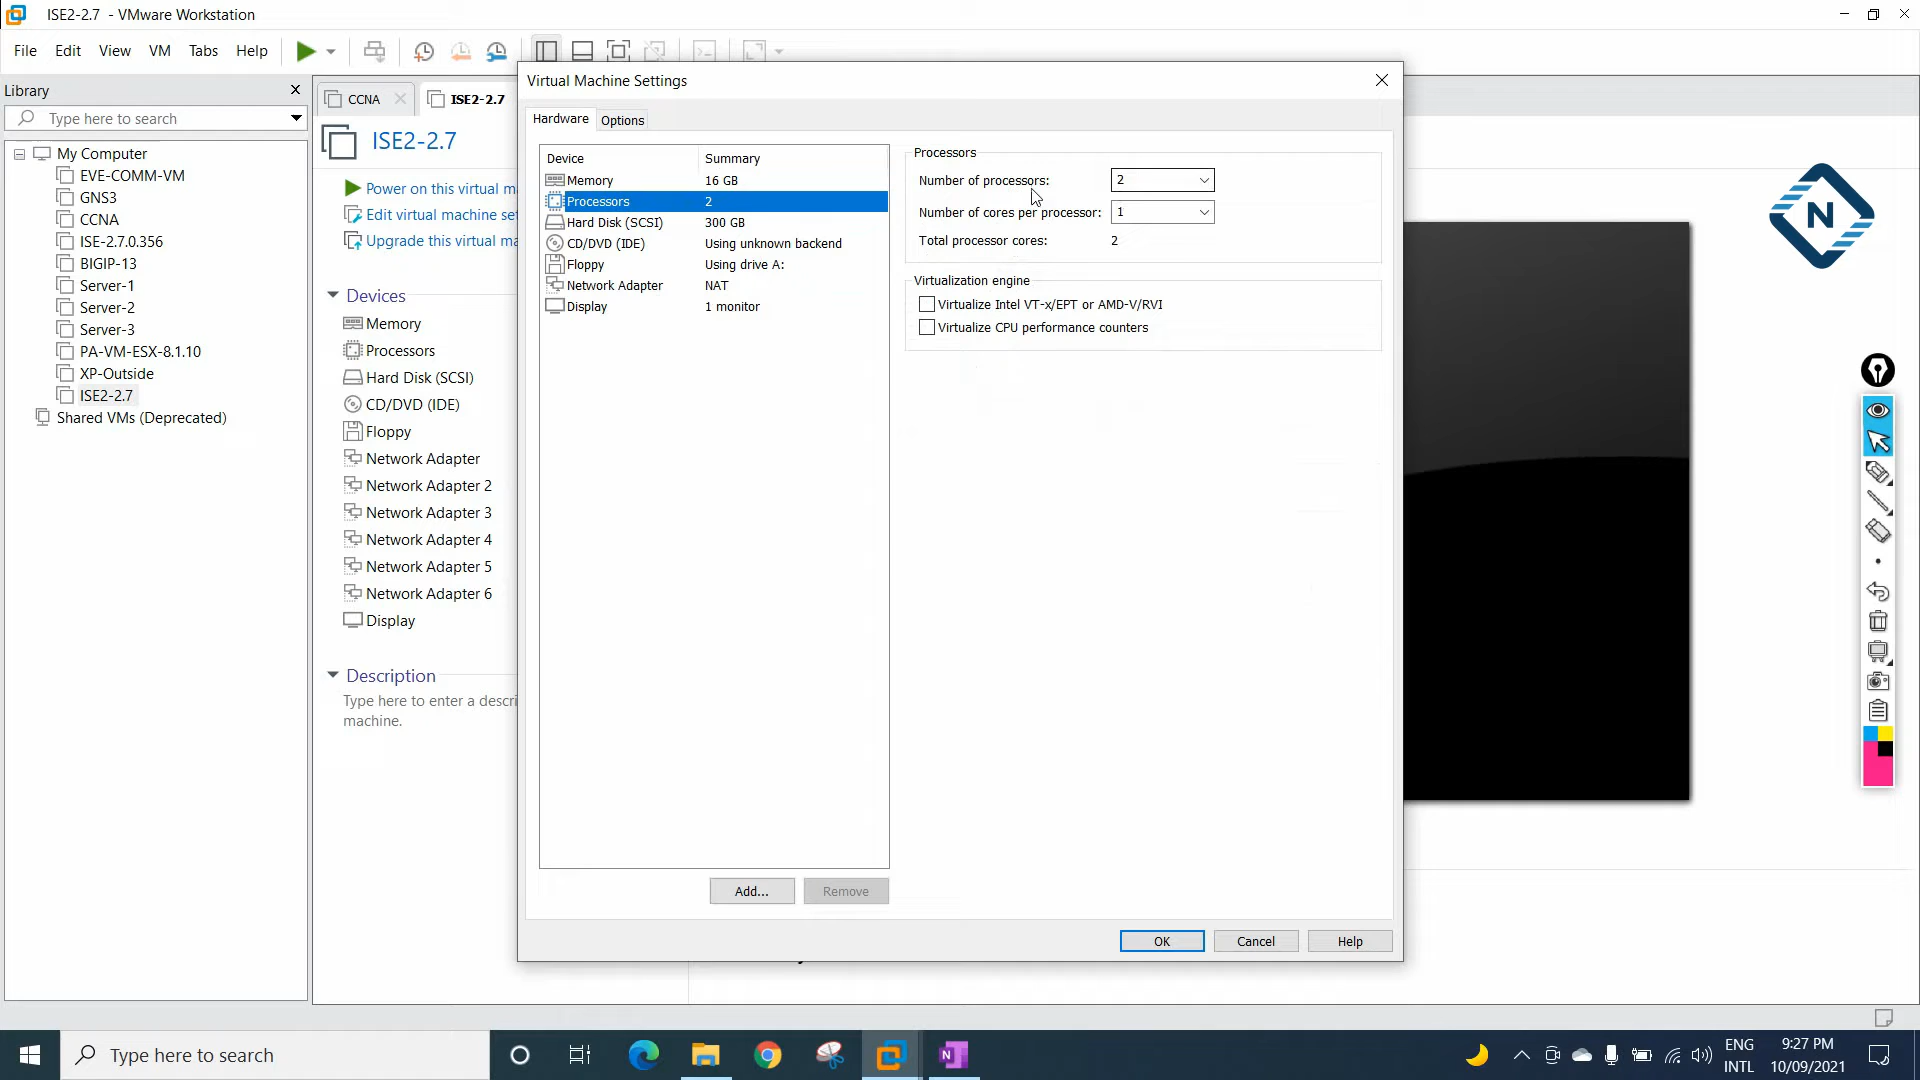 ISE2-2.7 - VMware Workstation
File Edit View VM Tabs Help
Library
Type here to search
My Computer
EVE-COMM-VM
GNS3
CCNA
ISE-2.7.0.356
BIGIP-13
Server-1
Server-2
Server-3
PA-VM-ESX-8.1.10
XP-Outside
ISE2-2.7
Shared VMs (Deprecated)
CCNA
ISE2-2.7
ISE2-2.7
Power on this virtual m
Edit virtual machine set
Upgrade this virtual ma
Devices
Memory
Processors
Hard Disk (SCSI)
CD/DVD (IDE)
Floppy
Network Adapter
Network Adapter 2
Network Adapter 3
Network Adapter 4
Network Adapter 5
Network Adapter 6
Display
Description
Type here to enter a descri
machine.
Virtual Machine Settings
Hardware Options
Device Summary
Memory 16 GB
Processors 2
Hard Disk (SCSI) 300 GB
CD/DVD (IDE) Using unknown backend
Floppy Using drive A:
Network Adapter NAT
Display 1 monitor
Add... Remove
Processors
Number of processors: 2
Number of cores per processor: 1
Total processor cores: 2
Virtualization engine
Virtualize Intel VT-x/EPT or AMD-V/RVI
Virtualize CPU performance counters
OK Cancel Help
N
Type here to search
N
ENG
INTL
9:27 PM
10/09/2021